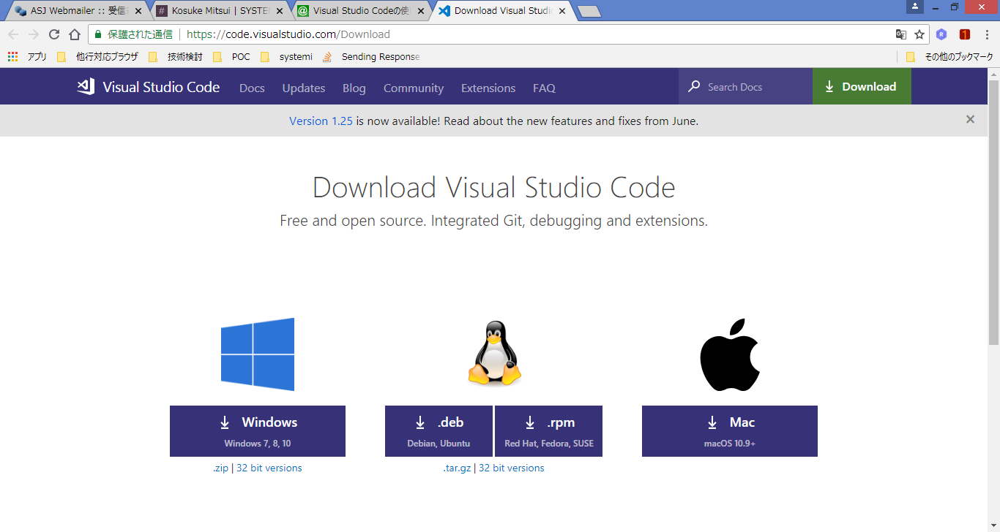 ASJ Webmailer :: 受信
Kosuke Mitsui | SYSTE
Visual Studio Codeの使
Download Visual Studi
保護された通信 https://code.visualstudio.com/Download
アプリ 他行対応ブラウザ 技術検討 POC systemi Sending Response その他のブックマーク
Visual Studio Code Docs Updates Blog Community Extensions FAQ Search Docs Download
Version 1.25 is now available! Read about the new features and fixes from June.
Download Visual Studio Code
Free and open source. Integrated Git, debugging and extensions.
Windows
Windows 7, 8, 10
.zip | 32 bit versions
.deb
Debian, Ubuntu
.rpm
Red Hat, Fedora, SUSE
.tar.gz | 32 bit versions
Mac
macOS 10.9+